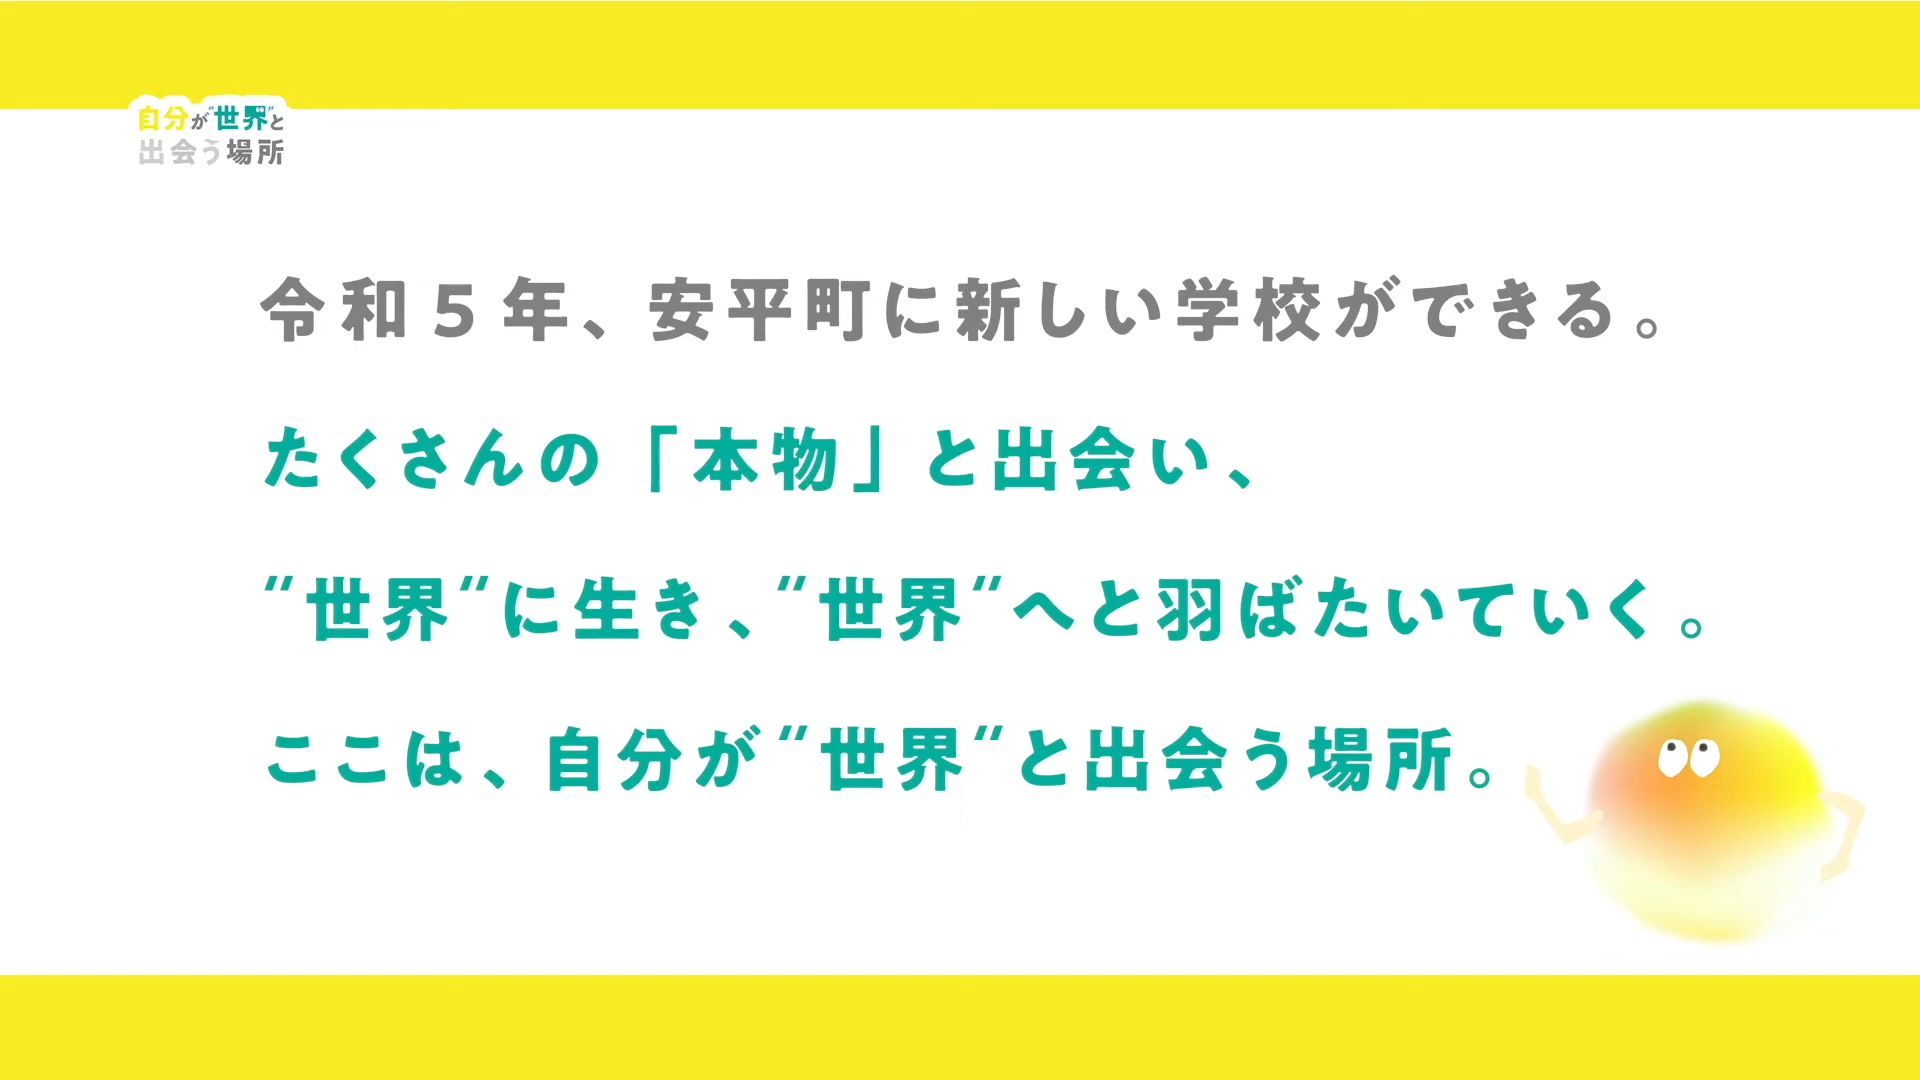 自分が”世界”と
出会う場所
令和５年、安平町に新しい学校ができる。
たくさんの「本物」と出会い、
”世界”に生き、”世界”へと羽ばたいていく。
ここは、自分が”世界”と出会う場所。